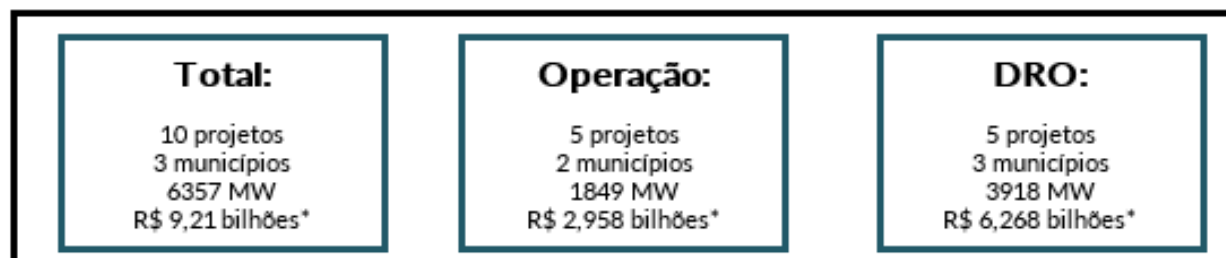 Total:
10 projetos
3 municípios
6357 MW
R$ 9,21 bilhões*
Operação:
5 projetos
2 municípios
1849 MW
R$ 2,958 bilhões*
DRO:
5 projetos
3 municípios
3918 MW
R$ 6,268 bilhões*